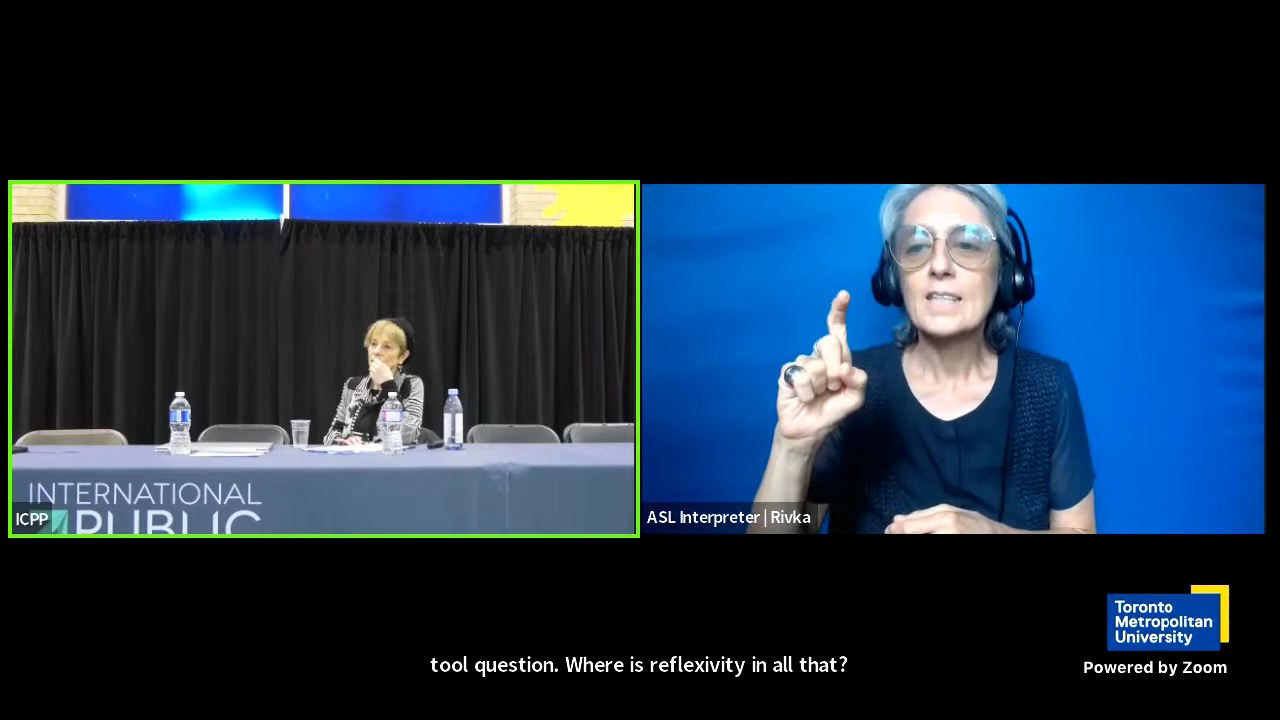 INTERNATIONAL
PUBLIC
ICPP
ASL Interpreter | Rivka
Toronto
Metropolitan
University
Powered by Zoom
tool question. Where is reflexivity in all that?